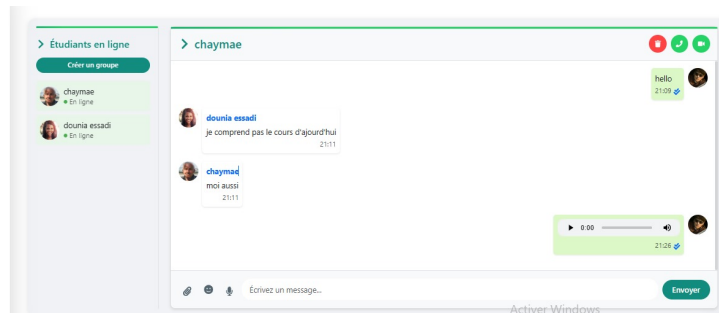 Étudiants en ligne
Créer un groupe
chaymae
En ligne
dounia essadi
En ligne
chaymae
hello
21:09
dounia essadi
je comprend pas le cours d'ajourd'hui
21:11
chaymae
moi aussi
21:11
0:00
21:26
Écrivez un message...
Envoyer
Activer Windows